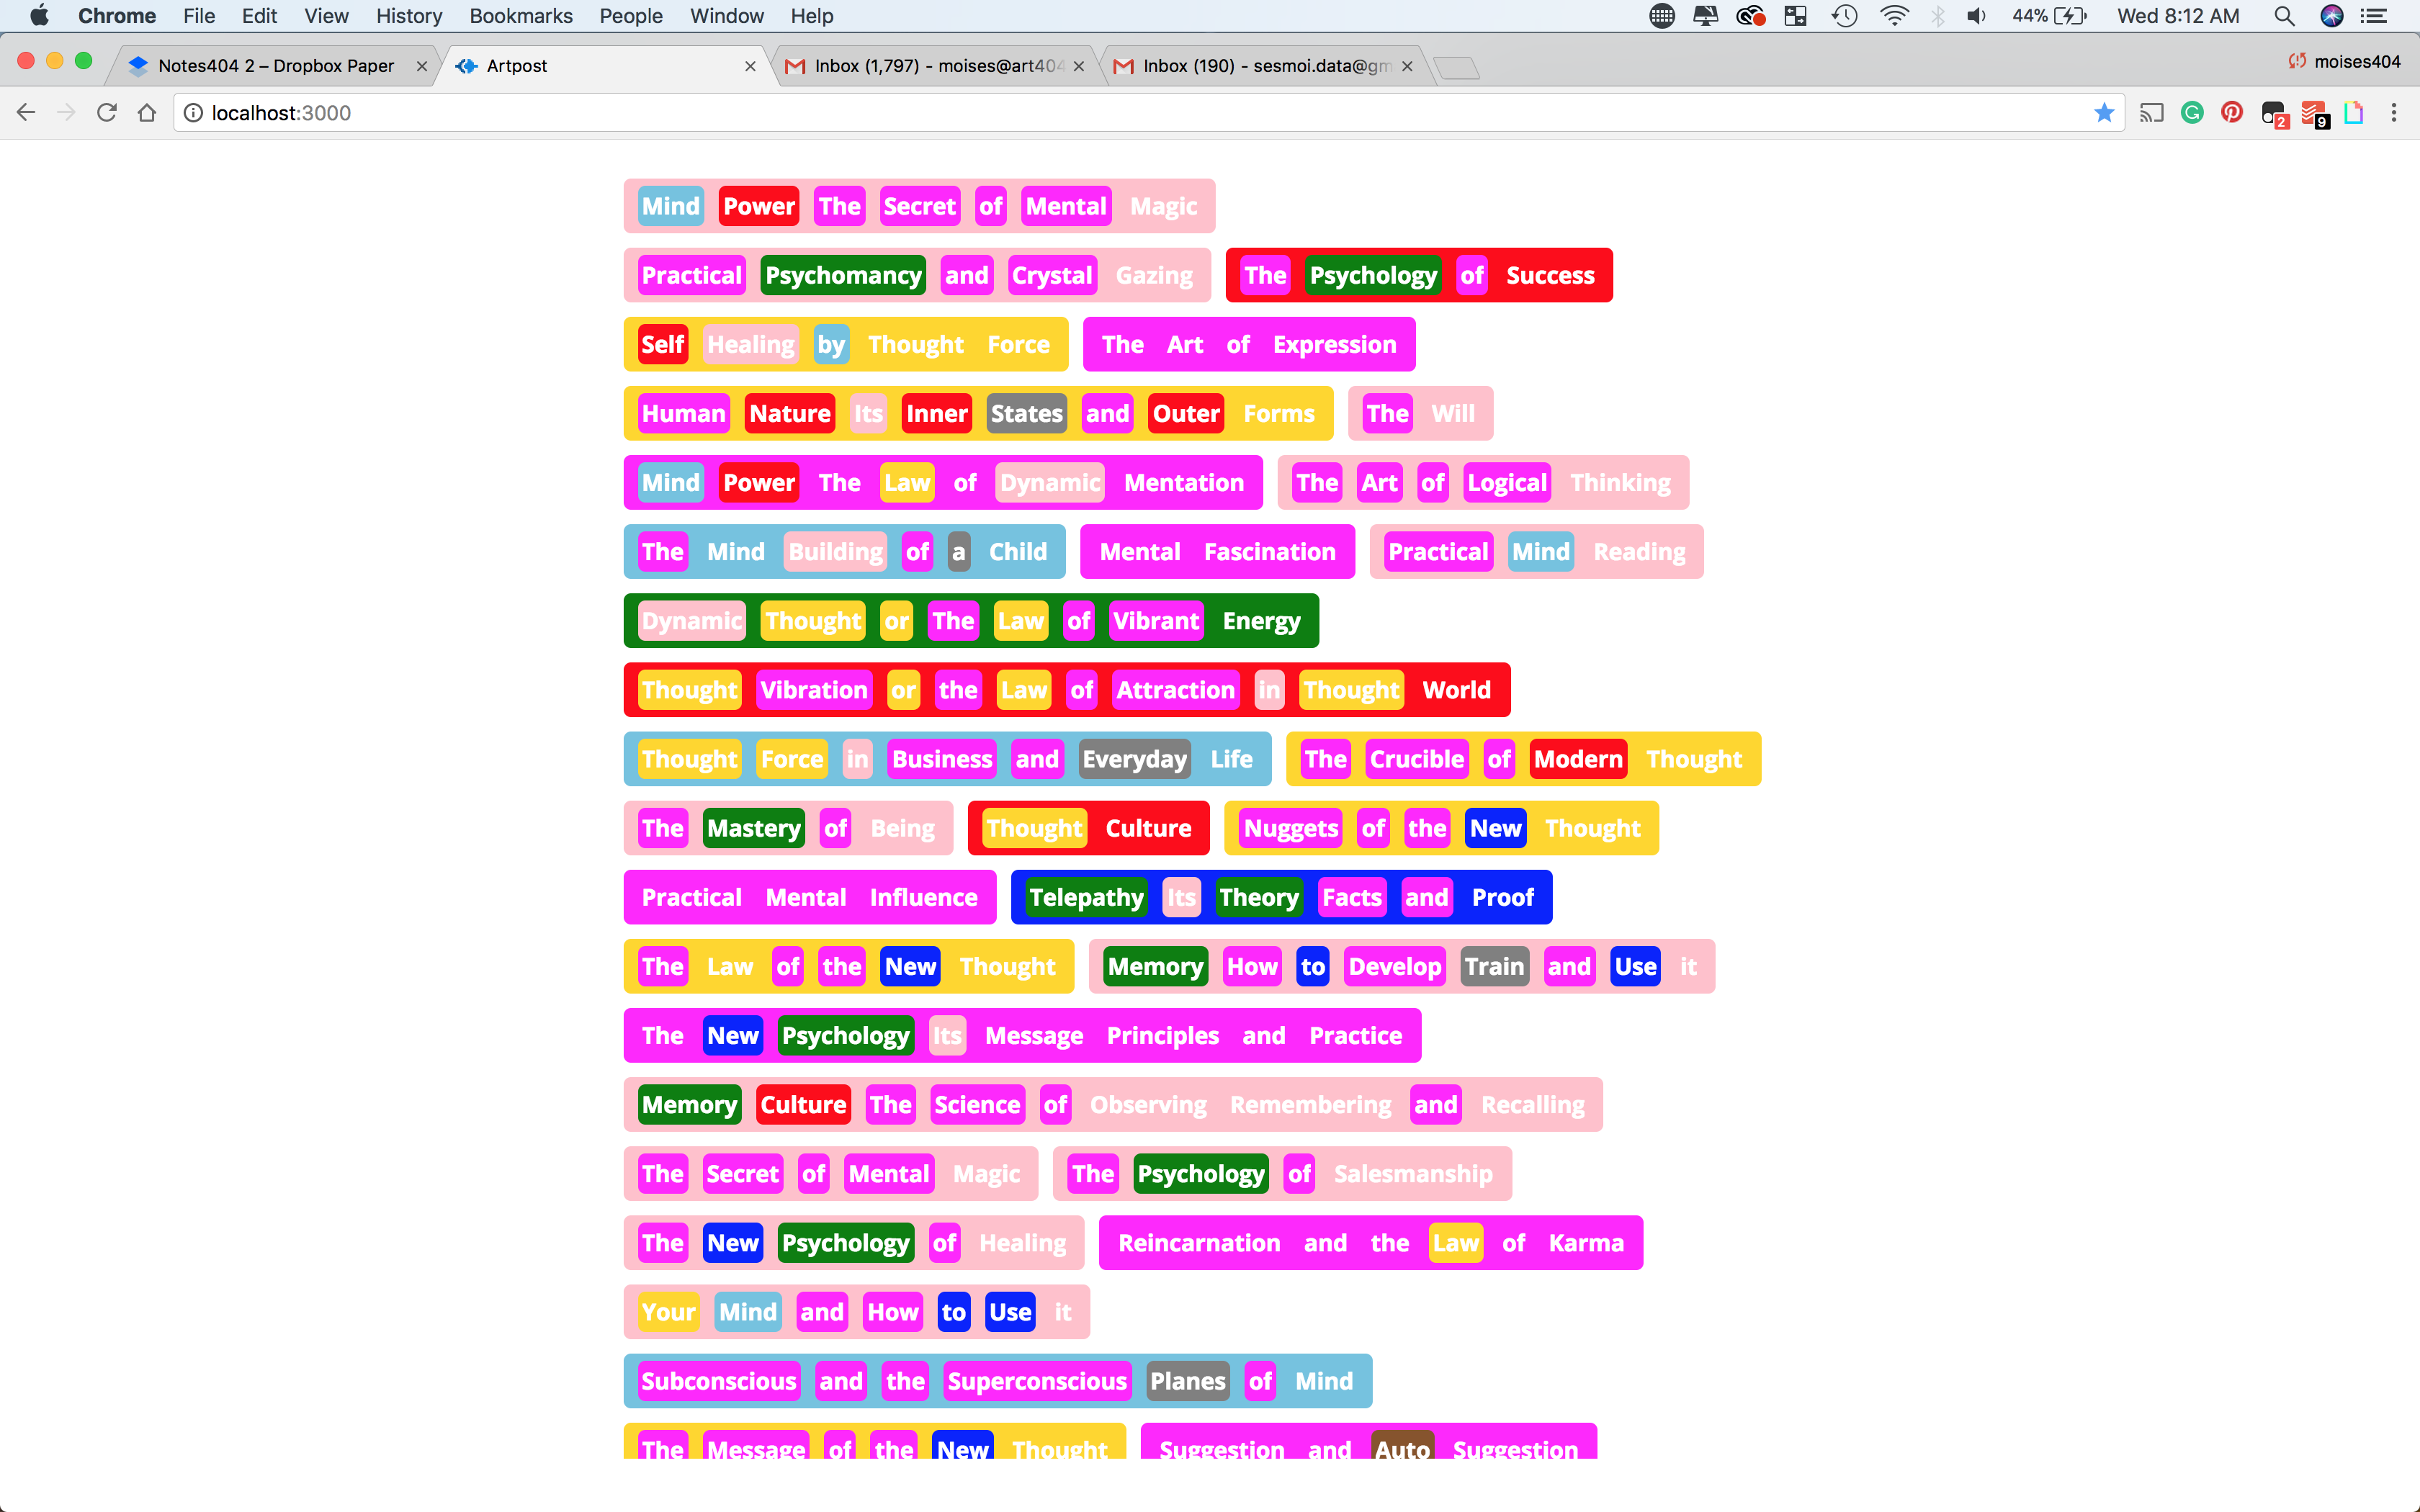 Chrome File Edit View History Bookmarks People Window Help 44% Wed 8:12 AM
Notes404 2 – Dropbox Paper Artpost Inbox (1,797) - moises@art404 Inbox (190) - sesmoi.data@gm moises404
localhost:3000 2 9
Mind Power The Secret of Mental Magic
Practical Psychomancy and Crystal Gazing The Psychology of Success
Self Healing by Thought Force The Art of Expression
Human Nature Its Inner States and Outer Forms The Will
Mind Power The Law of Dynamic Mentation The Art of Logical Thinking
The Mind Building of a Child Mental Fascination Practical Mind Reading
Dynamic Thought or The Law of Vibrant Energy
Thought Vibration or the Law of Attraction in Thought World
Thought Force in Business and Everyday Life The Crucible of Modern Thought
The Mastery of Being Thought Culture Nuggets of the New Thought
Practical Mental Influence Telepathy Its Theory Facts and Proof
The Law of the New Thought Memory How to Develop Train and Use it
The New Psychology Its Message Principles and Practice
Memory Culture The Science of Observing Remembering and Recalling
The Secret of Mental Magic The Psychology of Salesmanship
The New Psychology of Healing Reincarnation and the Law of Karma
Your Mind and How to Use it
Subconscious and the Superconscious Planes of Mind
The Message of the New Thought Suggestion and Auto Suggestion